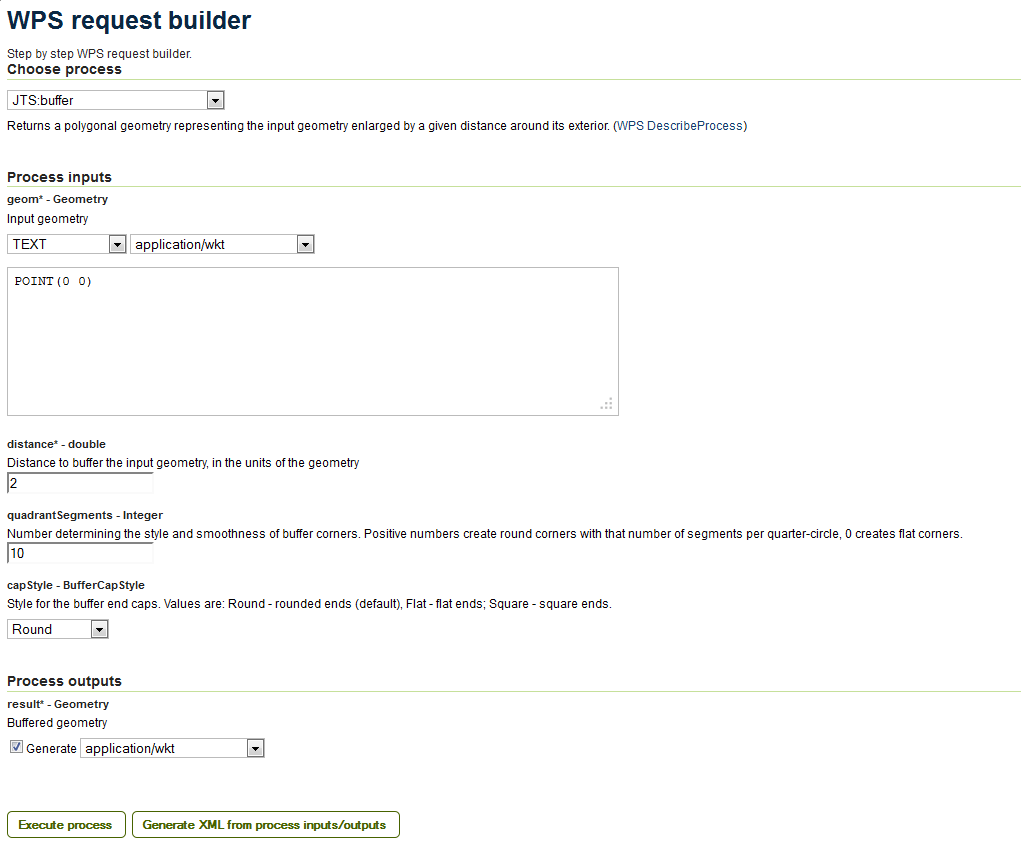 WPS request builder
Step by step WPS request builder.
Choose process
JTS:buffer
Returns a polygonal geometry representing the input geometry enlarged by a given distance around its exterior. (WPS DescribeProcess)
Process inputs
geom* - Geometry
Input geometry
TEXT application/wkt
POINT(0 0)
distance* - double
Distance to buffer the input geometry, in the units of the geometry
2
quadrantSegments - Integer
Number determining the style and smoothness of buffer corners. Positive numbers create round corners with that number of segments per quarter-circle, 0 creates flat corners.
10
capStyle - BufferCapStyle
Style for the buffer end caps. Values are: Round - rounded ends (default), Flat - flat ends; Square - square ends.
Round
Process outputs
result* - Geometry
Buffered geometry
Generate application/wkt
Execute process Generate XML from process inputs/outputs